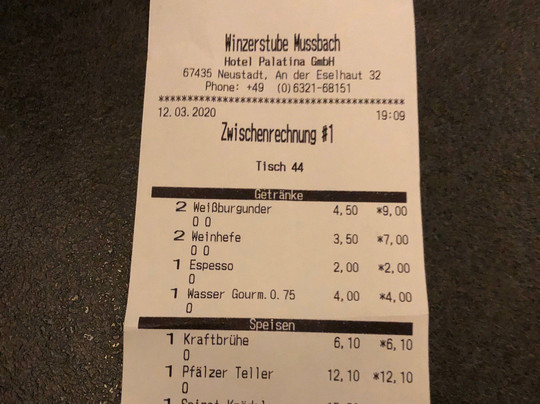 Winzerstube Mussbach
Hotel Palatina GmbH
67435 Neustadt, An der Eselhaut 32
Phone: +49 (0)6321-68151
****************************************
12.03.2020 19:09
Zwischenrechnung #1
Tisch 44
Getränke
2 Weißburgunder 4,50 *9,00
0 0
2 Weinhefe 3,50 *7,00
0 0
1 Espesso 2,00 *2,00
0
1 Wasser Gourm.0.75 4,00 *4,00
0
Speisen
1 Kraftbrühe 6,10 *6,10
0
1 Pfälzer Teller 12,10 *12,10
0
1